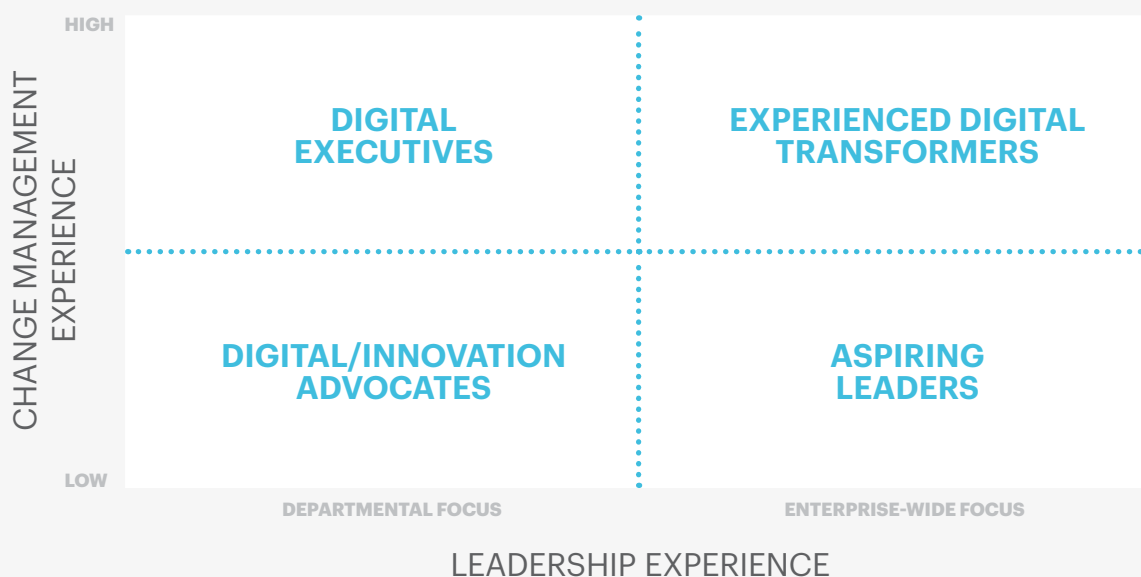 HIGH
CHANGE MANAGEMENT
EXPERIENCE
DIGITAL
EXECUTIVES
EXPERIENCED DIGITAL
TRANSFORMERS
DIGITAL/INNOVATION
ADVOCATES
ASPIRING
LEADERS
LOW
DEPARTMENTAL FOCUS
ENTERPRISE-WIDE FOCUS
LEADERSHIP EXPERIENCE